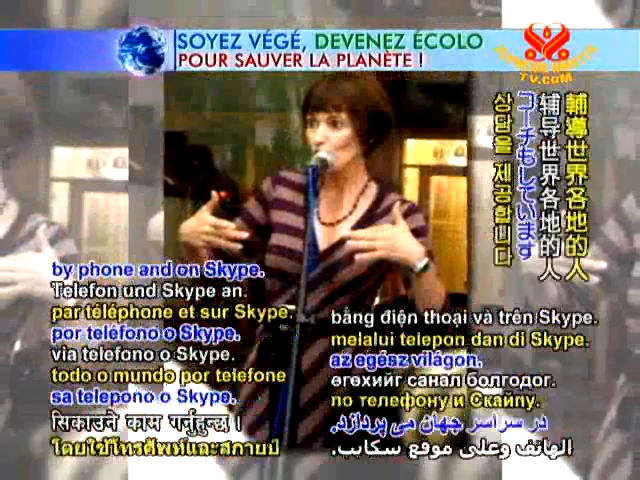 SOYEZ VÉGÉ, DEVENEZ ÉCOLO
POUR SAUVER LA PLANÈTE !
SUPREME MASTER
TV.COM
輔導世界各地的人
辅导世界各地的人
コーチもしています
상담을 제공합니다
by phone and on Skype.
Telefon und Skype an.
par téléphone et sur Skype.
por teléfono o Skype.
via telefono o Skype.
todo o mundo por telefone
sa telepono o Skype.
सिकाउने काम गर्नुहुन्छ ।
โดยใช้โทรศัพท์และสกายป์
bằng điện thoại và trên Skype.
melalui telepon dan di Skype.
az egész világon.
өгөхийг санал болгодог.
по телефону и Скайпу.
در سراسر جهان می پردازد.
الهاتف وعلى موقع سكايب.